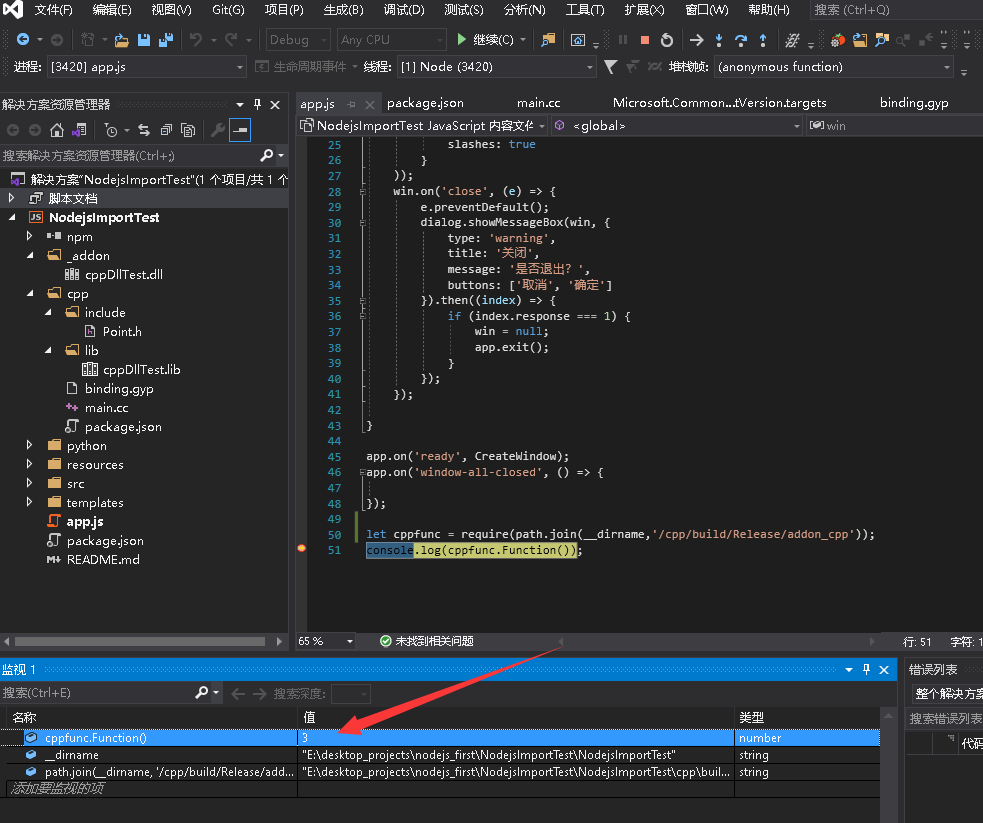 文件(F) 编辑(E) 视图(V) Git(G) 项目(P) 生成(B) 调试(D) 测试(S) 分析(N) 工具(T) 扩展(X) 窗口(W) 帮助(H) 搜索 (Ctrl+Q)
Debug Any CPU 继续(C)
进程: [3420] app.js 生命周期事件 线程: [1] Node (3420) 堆栈帧: (anonymous function)
解决方案资源管理器
搜索解决方案资源管理器(Ctrl+;)
解决方案"NodejsImportTest"(1 个项目/共 1 个
脚本文档
JS NodejsImportTest
npm
_addon
cppDllTest.dll
cpp
include
Point.h
lib
cppDllTest.lib
binding.gyp
main.cc
package.json
python
resources
src
templates
app.js
package.json
README.md
app.js package.json main.cc Microsoft.Common...tVersion.targets binding.gyp
NodejsImportTest JavaScript 内容文件 <global> win
25 slashes: true
26 }
27 ));
28 win.on('close', (e) => {
29 e.preventDefault();
30 dialog.showMessageBox(win, {
31 type: 'warning',
32 title: '关闭',
33 message: '是否退出？',
34 buttons: ['取消', '确定']
35 }).then((index) => {
36 if (index.response === 1) {
37 win = null;
38 app.exit();
39 }
40 });
41 });
42
43 }
44
45 app.on('ready', CreateWindow);
46 app.on('window-all-closed', () => {
47
48 });
49
50 let cppfunc = require(path.join(__dirname,'/cpp/build/Release/addon_cpp'));
51 console.log(cppfunc.Function());
65 % 未找到相关问题 行: 51 字符: 1
监视 1
搜索(Ctrl+E) 搜索深度:
名称 值 类型
cppfunc.Function() 3 number
__dirname "E:\desktop_projects\nodejs_first\NodejsImportTest\NodejsImportTest" string
path.join(__dirname, '/cpp/build/Release/add... "E:\desktop_projects\nodejs_first\NodejsImportTest\NodejsImportTest\cpp\buil... string
添加要监视的项
错误列表
整个解决方案
搜索错误列表
代码